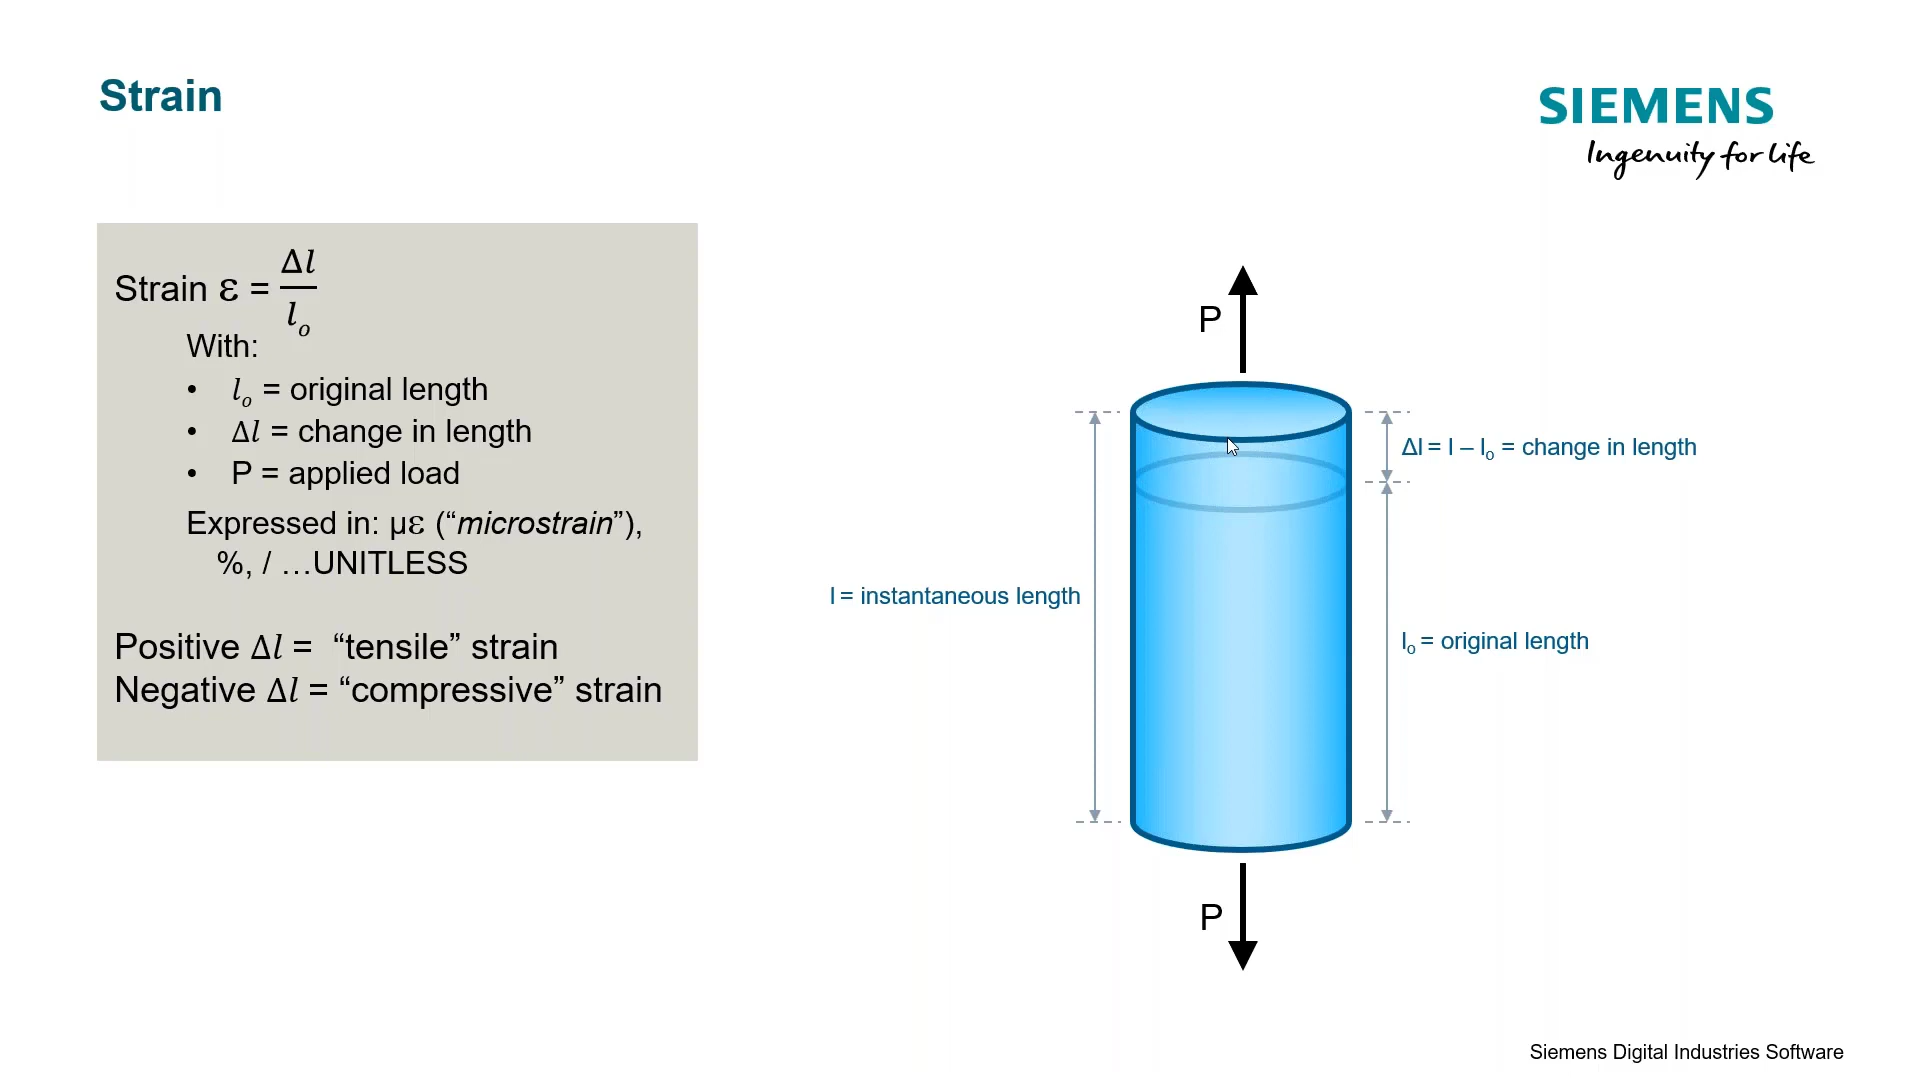 Strain
SIEMENS
Ingenuity for life
Strain ε = Δl / lo
With:
• lo = original length
• Δl = change in length
• P = applied load
Expressed in: µε (“microstrain”),
%, / …UNITLESS
Positive Δl = “tensile” strain
Negative Δl = “compressive” strain
P
Δl = l – lo = change in length
l = instantaneous length
lo = original length
P
Siemens Digital Industries Software